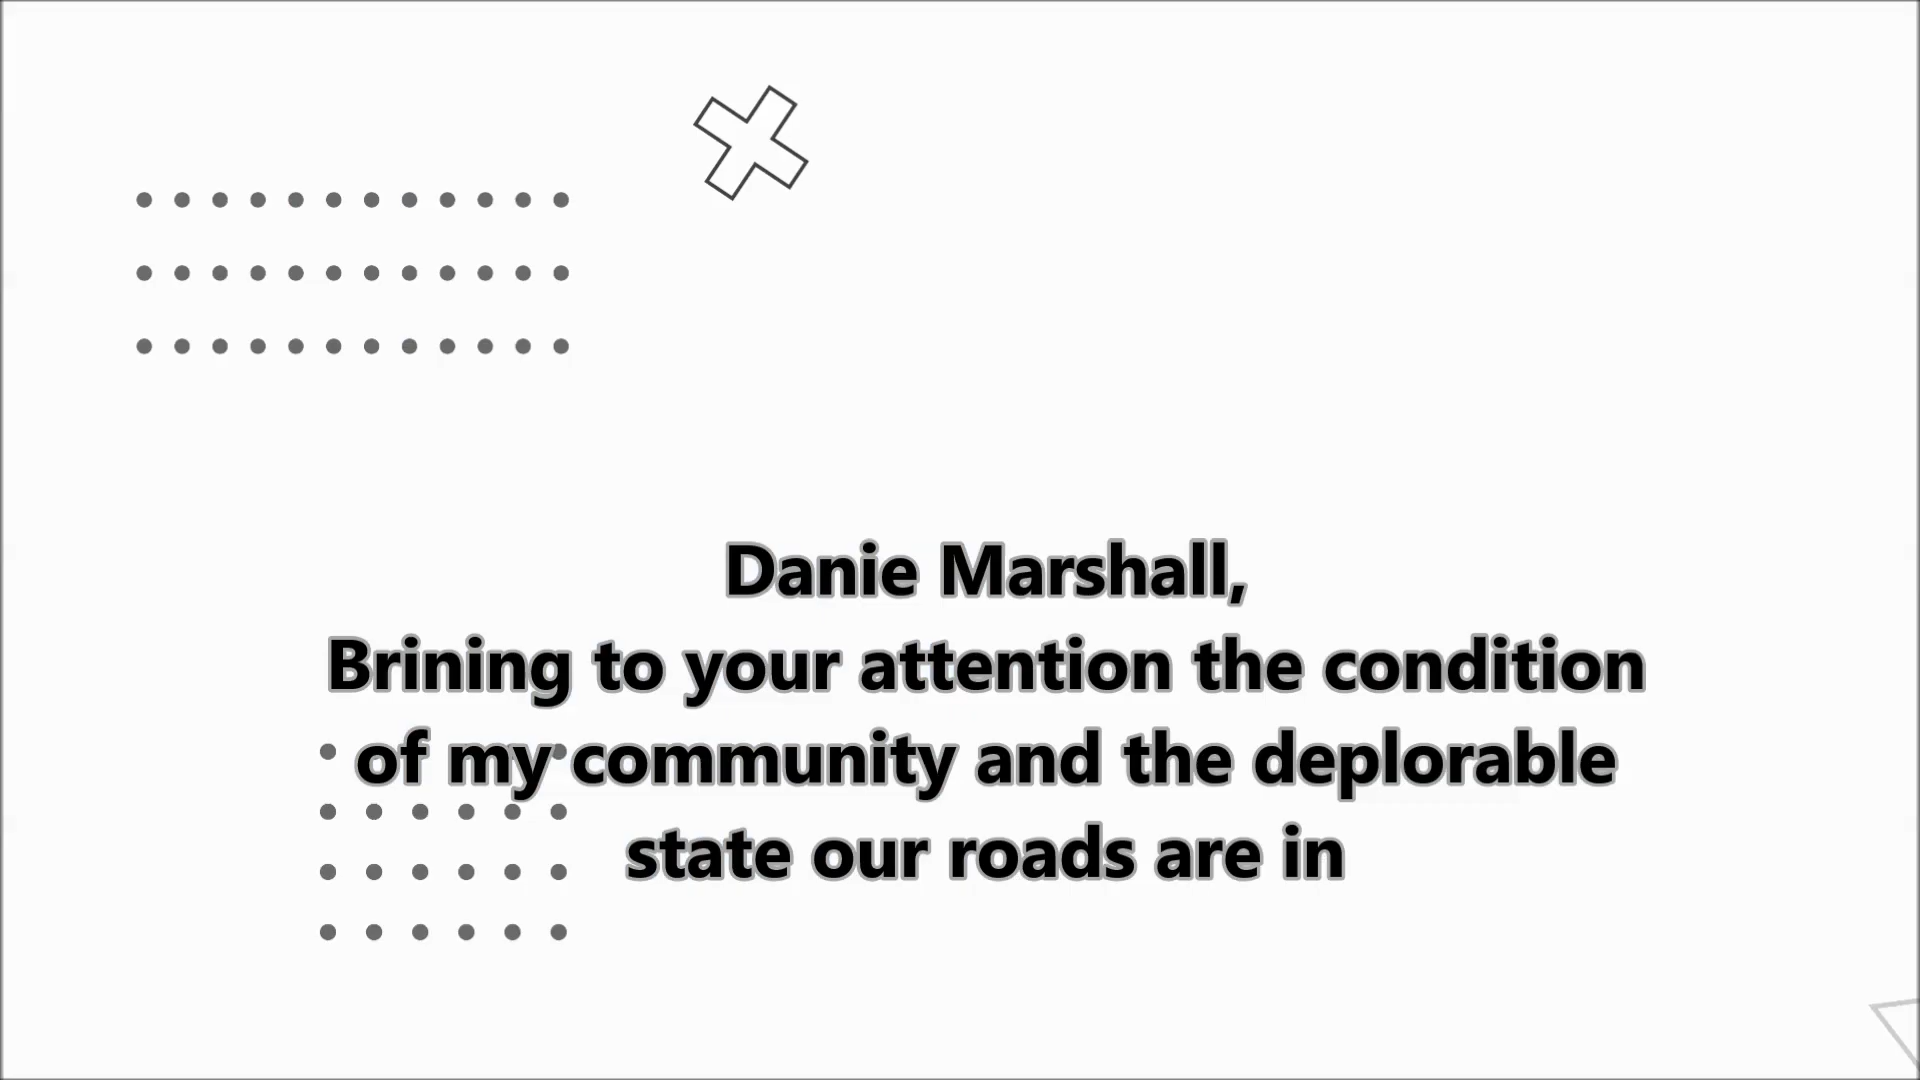 Danie Marshall,
Brining to your attention the condition
of my community and the deplorable
state our roads are in